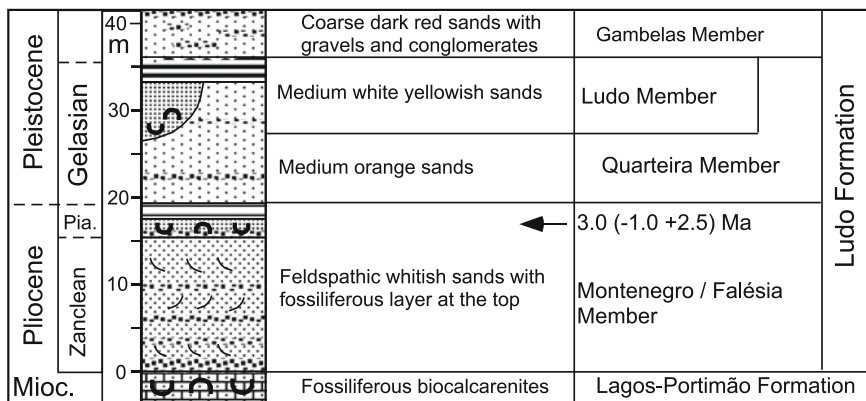 40
m
30
20
10
0
Pleistocene
Gelasian
Pliocene
Pia.
Zanclean
Mioc.
Coarse dark red sands with
gravels and conglomerates
Gambelas Member
Medium white yellowish sands
Ludo Member
Medium orange sands
Quarteira Member
3.0 (-1.0 +2.5) Ma
Feldspathic whitish sands with
fossiliferous layer at the top
Montenegro / Falésia
Member
Fossiliferous biocalcarenites
Lagos-Portimão Formation
Ludo Formation